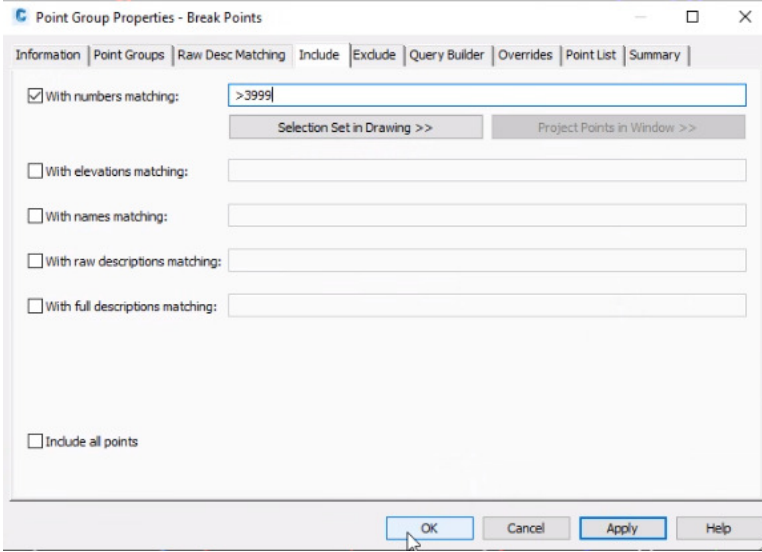 Point Group Properties - Break Points
Information Point Groups Raw Desc Matching Include Exclude Query Builder Overrides Point List Summary
With numbers matching: >3999
Selection Set in Drawing >> Project Points in Window >>
With elevations matching:
With names matching:
With raw descriptions matching:
With full descriptions matching:
Include all points
OK Cancel Apply Help